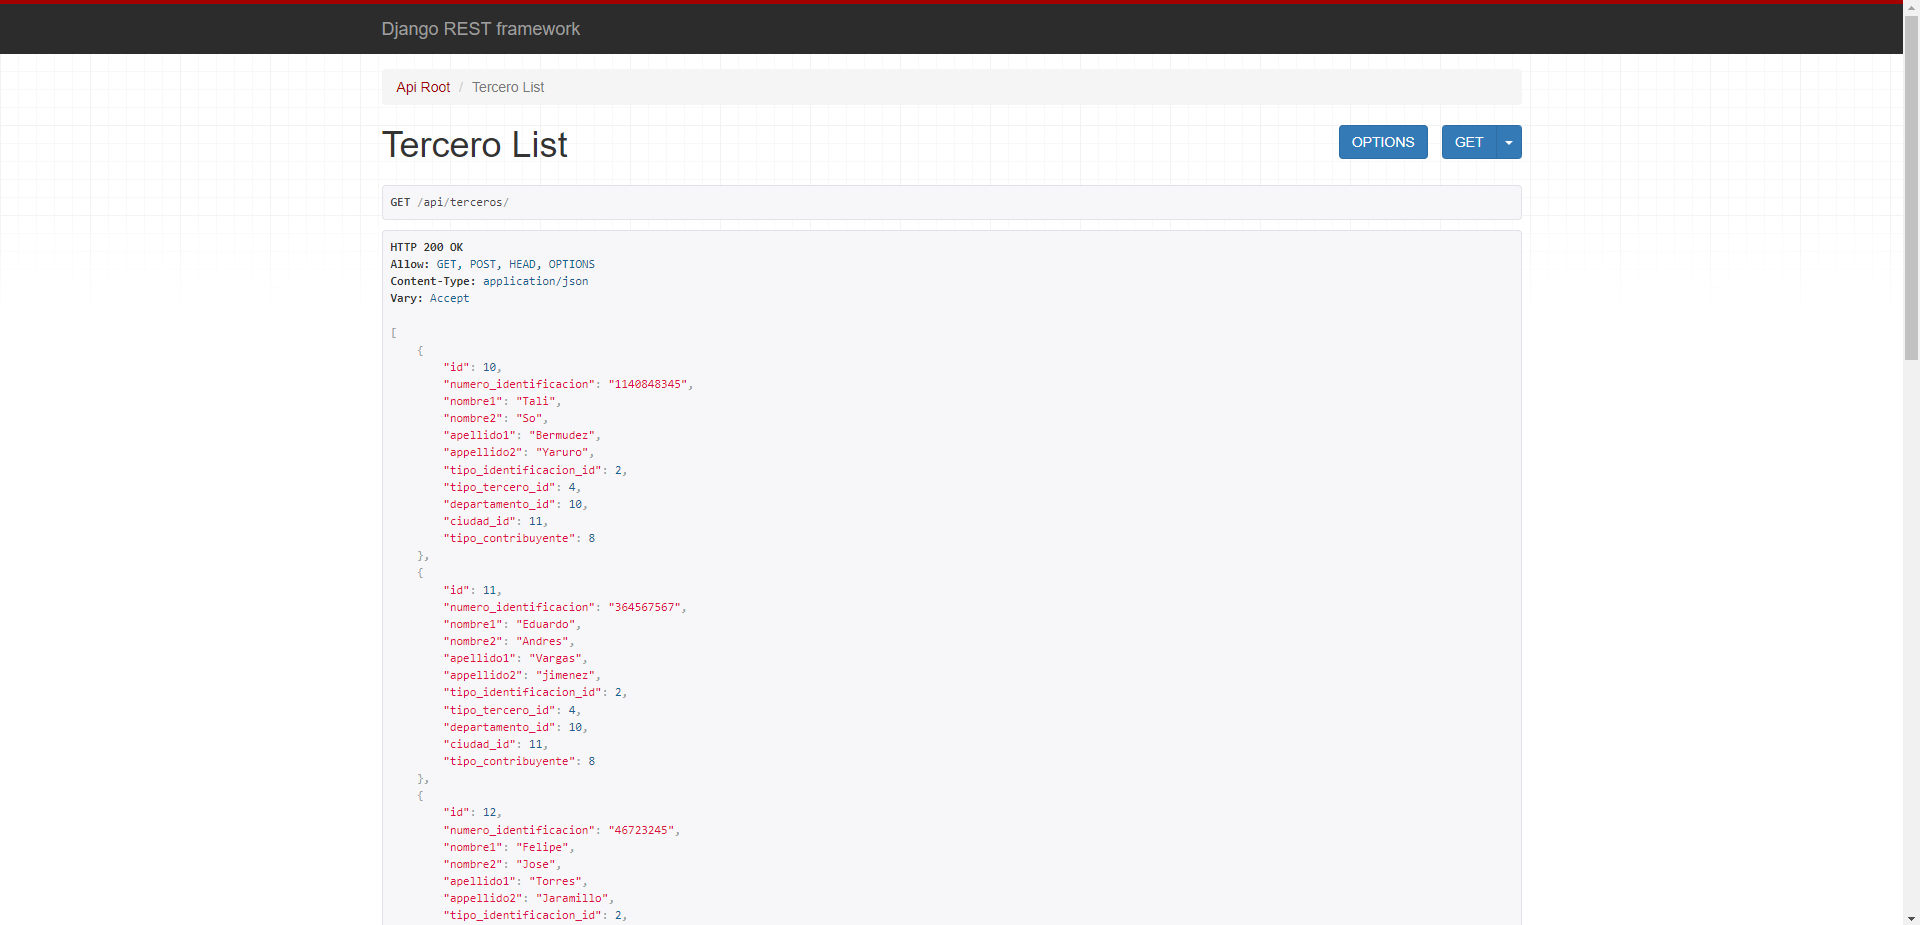 Django REST framework
Api Root / Tercero List
Tercero List
OPTIONS GET
GET /api/terceros/
HTTP 200 OK
Allow: GET, POST, HEAD, OPTIONS
Content-Type: application/json
Vary: Accept
[
{
"id": 10,
"numero_identificacion": "1140848345",
"nombre1": "Tali",
"nombre2": "So",
"apellido1": "Bermudez",
"appellido2": "Yaruro",
"tipo_identificacion_id": 2,
"tipo_tercero_id": 4,
"departamento_id": 10,
"ciudad_id": 11,
"tipo_contribuyente": 8
},
{
"id": 11,
"numero_identificacion": "364567567",
"nombre1": "Eduardo",
"nombre2": "Andres",
"apellido1": "Vargas",
"appellido2": "jimenez",
"tipo_identificacion_id": 2,
"tipo_tercero_id": 4,
"departamento_id": 10,
"ciudad_id": 11,
"tipo_contribuyente": 8
},
{
"id": 12,
"numero_identificacion": "46723245",
"nombre1": "Felipe",
"nombre2": "Jose",
"apellido1": "Torres",
"appellido2": "Jaramillo",
"tipo_identificacion_id": 2,